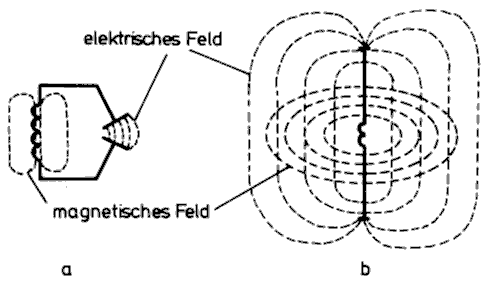 elektrisches Feld
magnetisches Feld
a
b